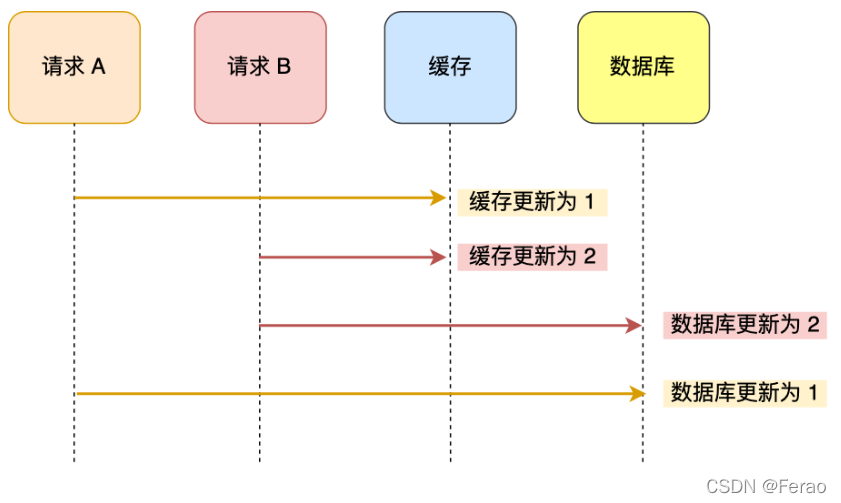 请求 A
请求 B
缓存
数据库
缓存更新为 1
缓存更新为 2
数据库更新为 2
数据库更新为 1
CSDN @Ferao